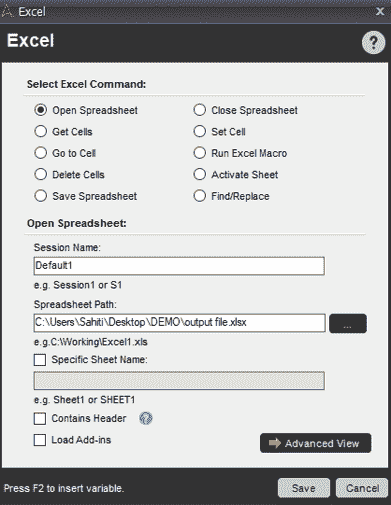 Excel
Excel
?
Select Excel Command:
Open Spreadsheet Close Spreadsheet
Get Cells Set Cell
Go to Cell Run Excel Macro
Delete Cells Activate Sheet
Save Spreadsheet Find/Replace
Open Spreadsheet:
Session Name:
Default1
e.g. Session1 or S1
Spreadsheet Path:
C:\Users\Sahiti\Desktop\DEMO\output file.xlsx ...
e.g.C:\Working\Excel1.xls
Specific Sheet Name:
e.g. Sheet1 or SHEET1
Contains Header ?
Load Add-ins
Advanced View
Press F2 to insert variable. Save Cancel